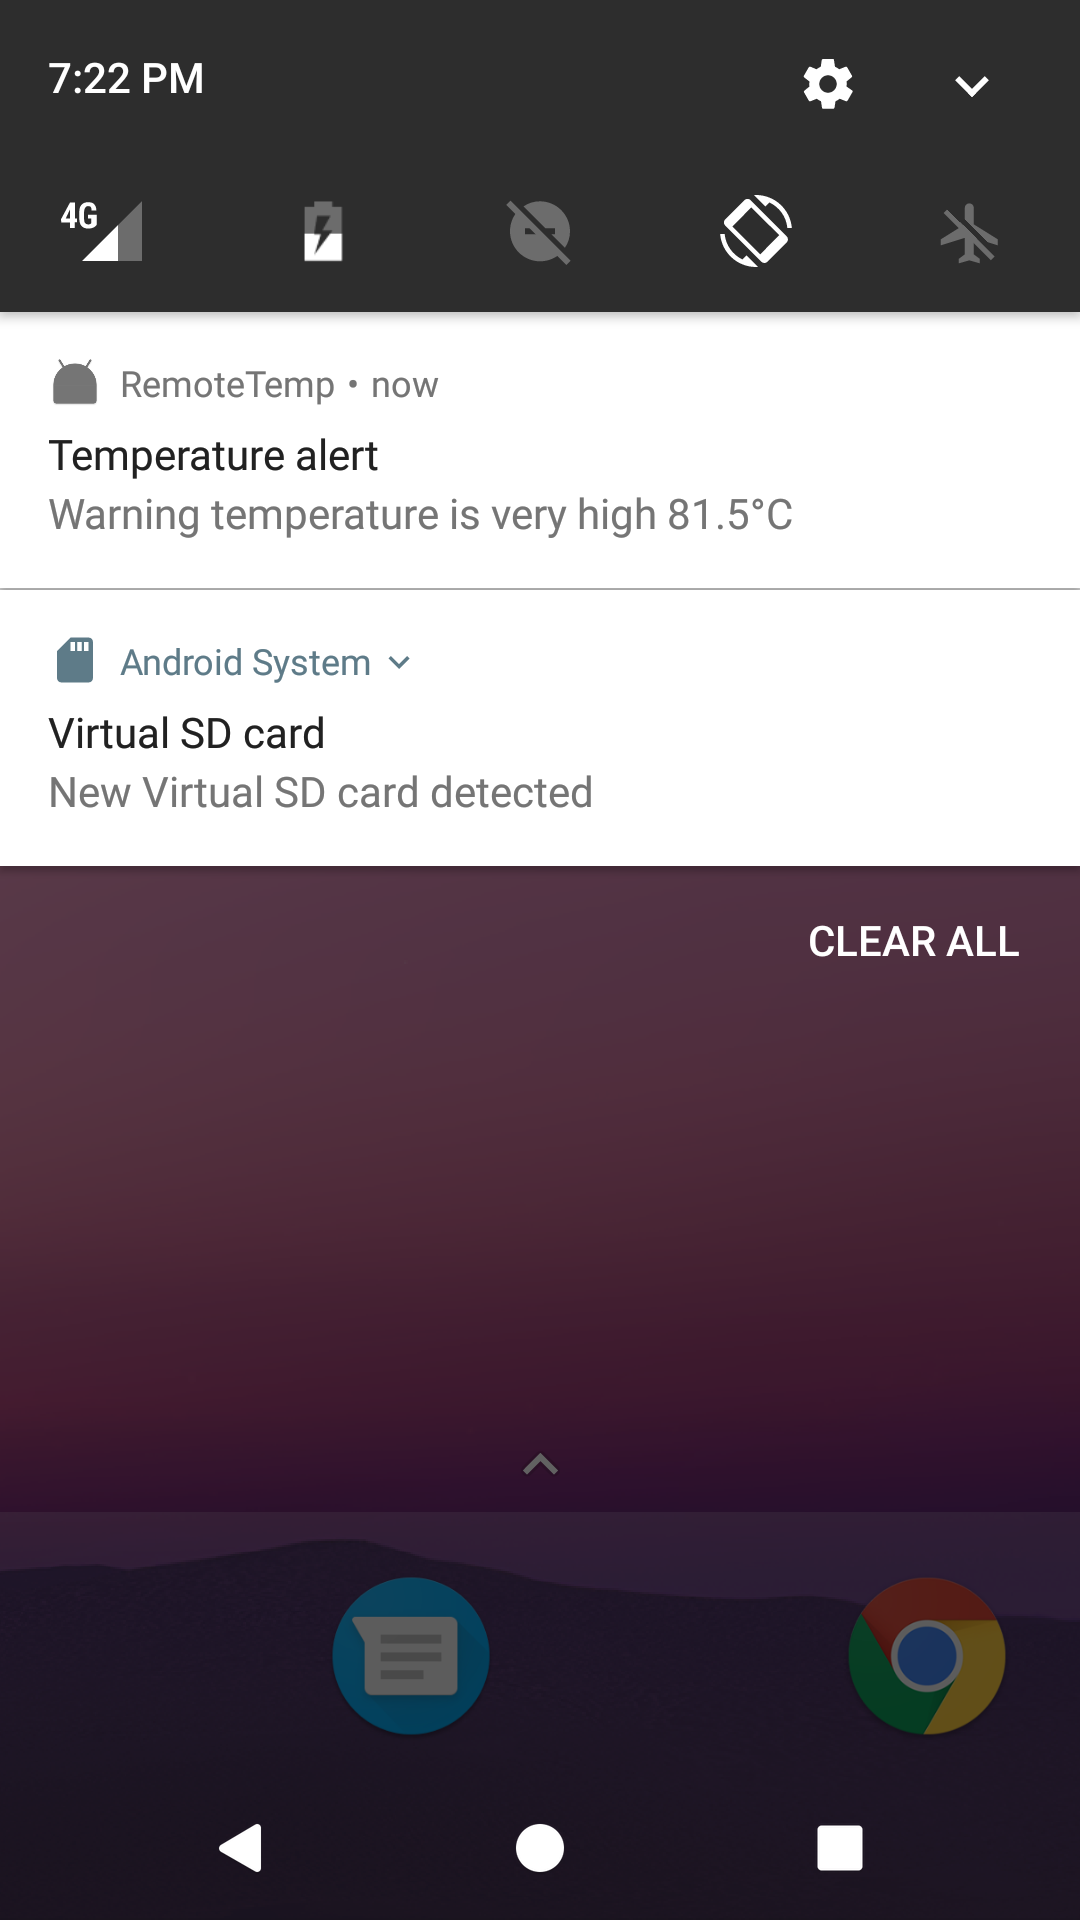 7:22 PM
4G
RemoteTemp • now
Temperature alert
Warning temperature is very high 81.5°C
Android System
Virtual SD card
New Virtual SD card detected
CLEAR ALL